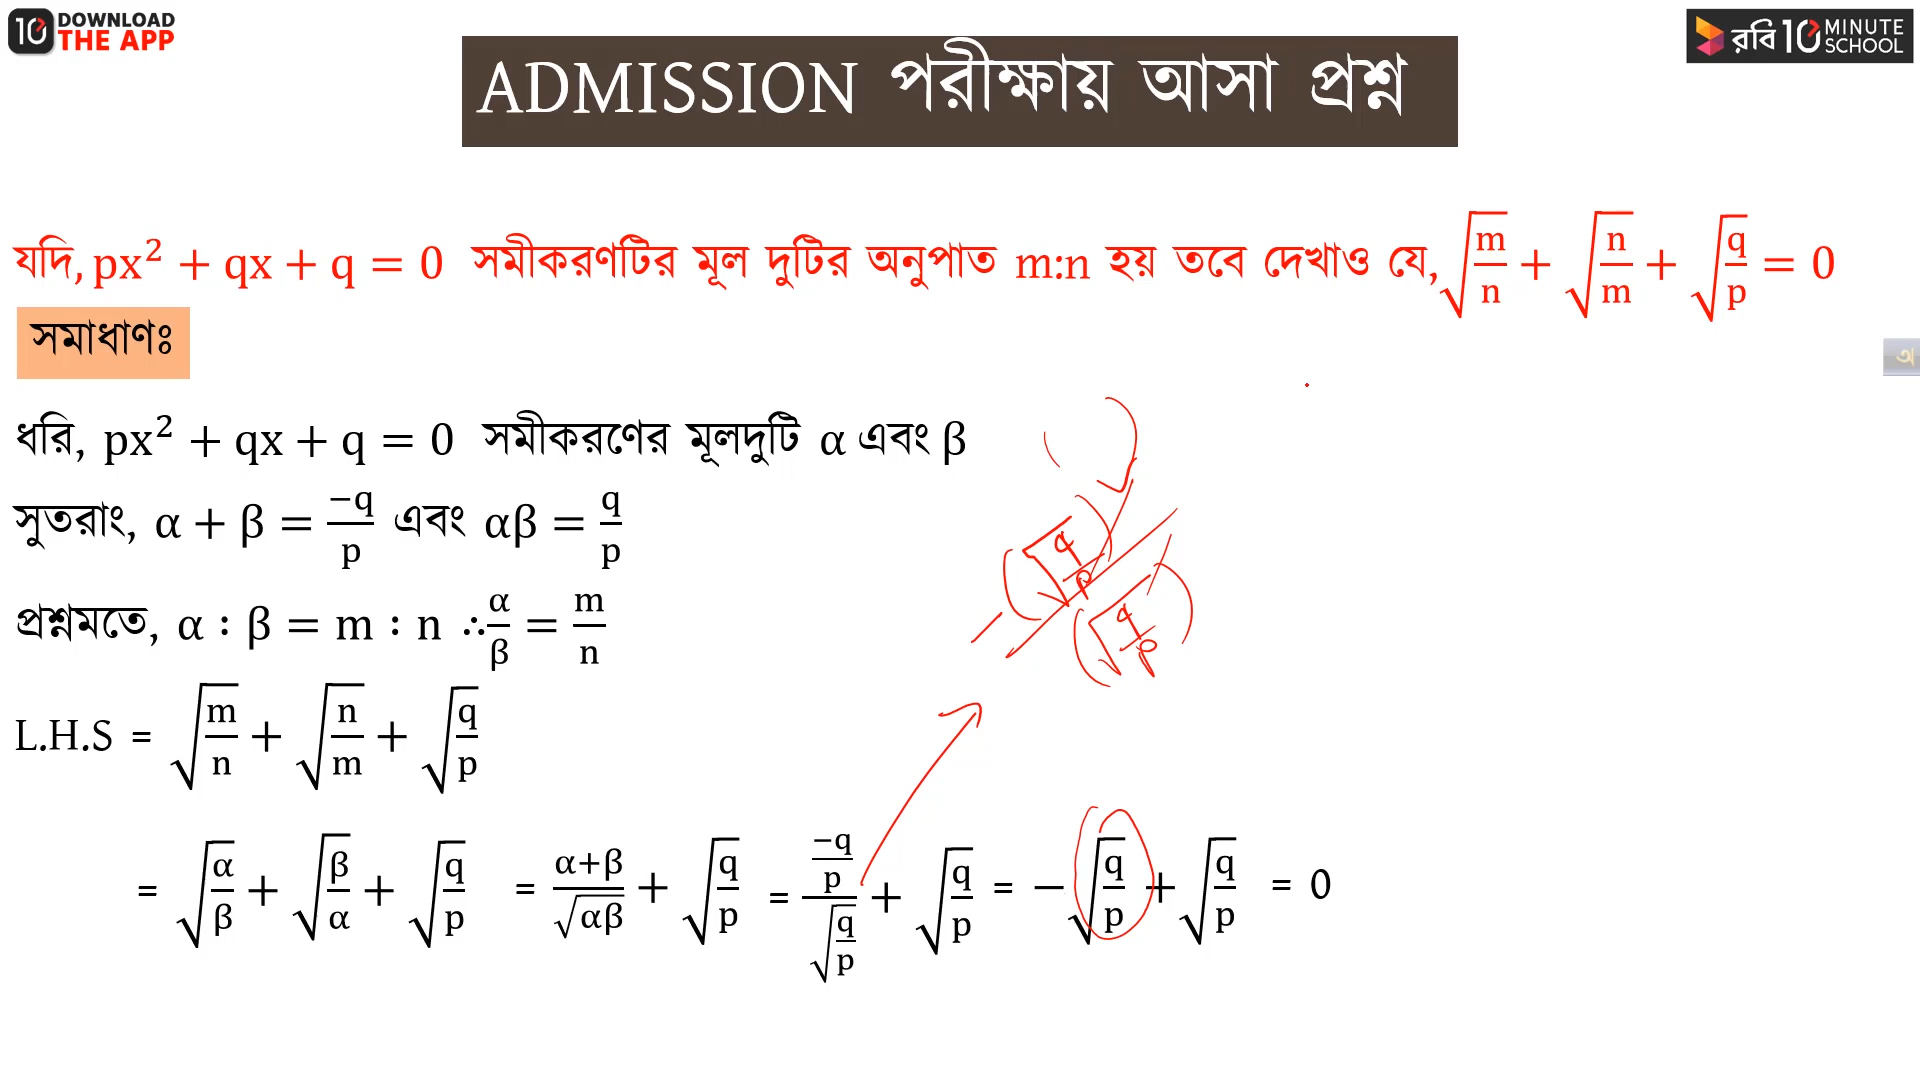 10 DOWNLOAD THE APP
রবি 10 MINUTE SCHOOL
ADMISSION পরীক্ষায় আসা প্রশ্ন
যদি, px² + qx + q = 0 সমীকরণটির মূল দুটির অনুপাত m:n হয় তবে দেখাও যে, √(m/n) + √(n/m) + √(q/p) = 0
সমাধাণঃ
অ
ধরি, px² + qx + q = 0 সমীকরণের মূলদুটি α এবং β
সুতরাং, α + β = −q/p এবং αβ = q/p
প্রশ্নমতে, α : β = m : n ∴ α/β = m/n
−(√(q/p))
(√(q/p))
L.H.S = √(m/n) + √(n/m) + √(q/p)
= √(α/β) + √(β/α) + √(q/p) = (α+β)/√(αβ) + √(q/p) = (−q/p)/√(q/p) + √(q/p) = −√(q/p) + √(q/p) = 0